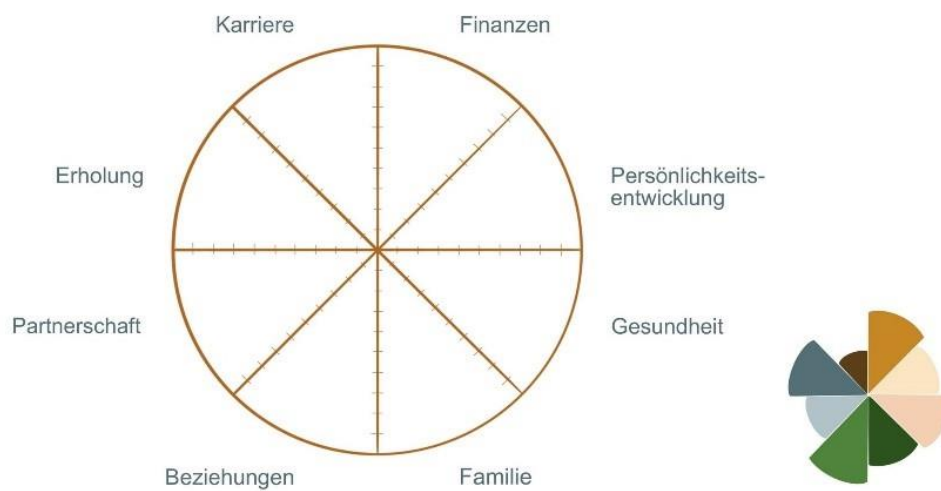 Karriere
Finanzen
Erholung
Persönlichkeits-
entwicklung
Partnerschaft
Gesundheit
Beziehungen
Familie